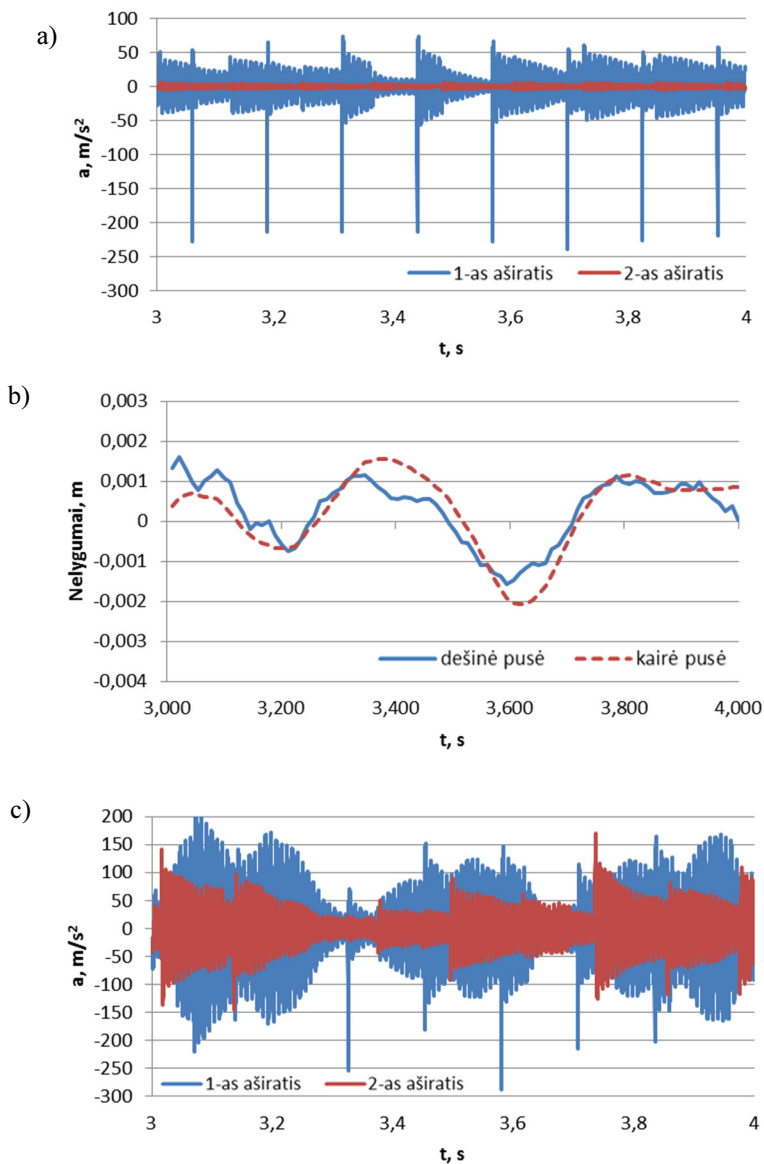 a)
100
50
0
-50
-100
-150
-200
-250
-300
a, m/s²
1-as aširatis 2-as aširatis
3 3,2 3,4 3,6 3,8 4
t, s
b)
0,003
0,002
0,001
0
-0,001
-0,002
-0,003
-0,004
Nelygumai, m
dešinė pusė kairė pusė
3,000 3,200 3,400 3,600 3,800 4,000
t, s
c)
200
150
100
50
0
-50
-100
-150
-200
-250
-300
a, m/s²
1-as aširatis 2-as aširatis
3 3,2 3,4 3,6 3,8 4
t, s